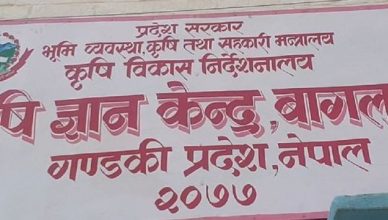 प्रदेश सरकार
भूमि व्यवस्था, कृषि तथा सहकारी मन्त्रालय
कृषि विकास निर्देशनालय
ज्ञान केन्द्र,
गण्डकी प्रदेश, नेपाल
२०७७